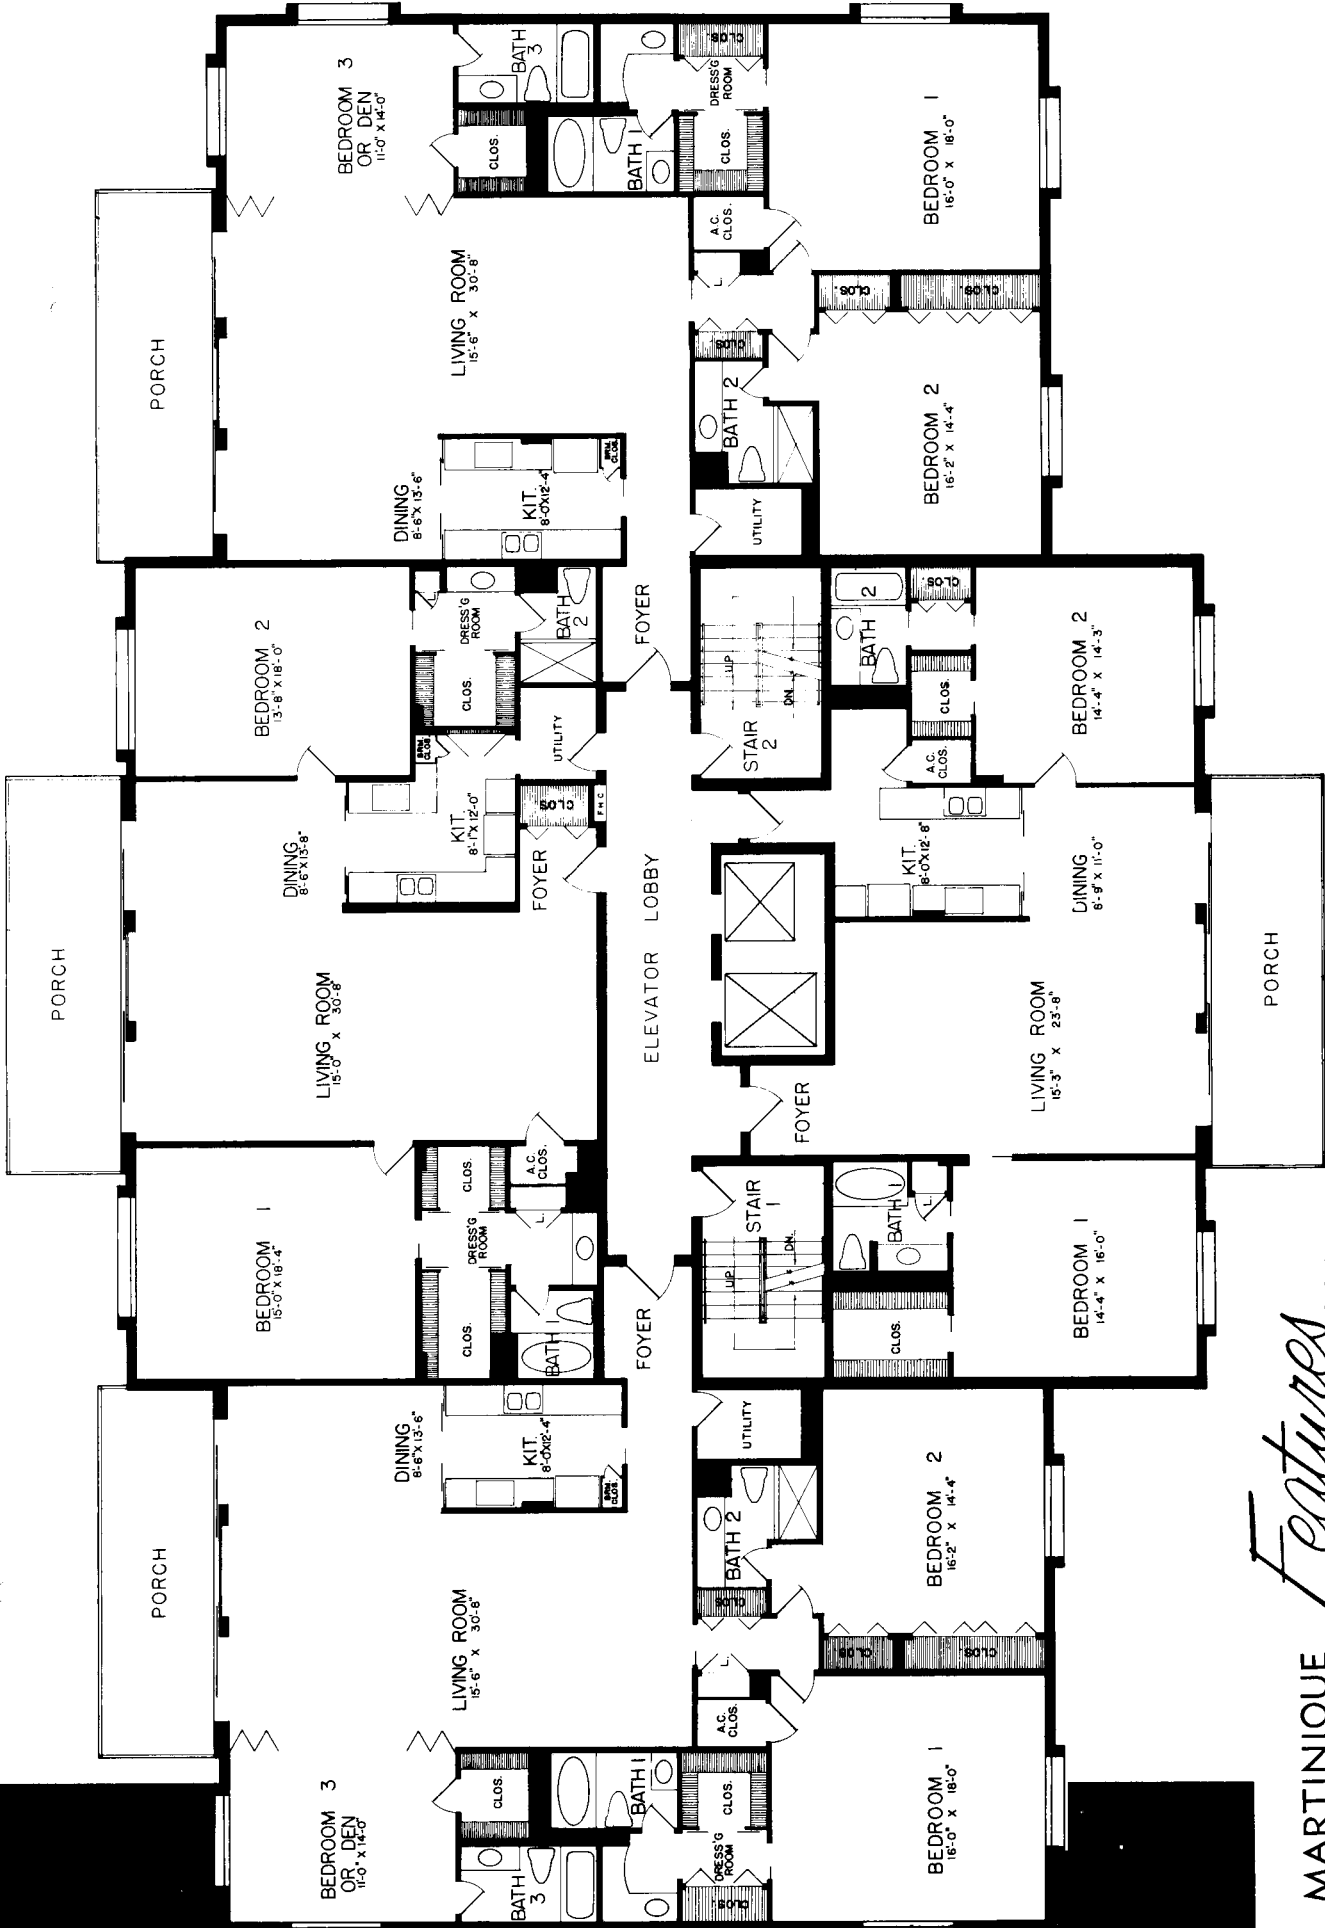 BEDROOM 3
OR DEN
11'-0" X 14'-0"
BATH
3
CLOS.
CLOS.
DRESS'G
ROOM
CLOS.
BATH 1
BEDROOM 1
16'-0" X 18'-0"
A.C.
CLOS.
L.
CLOS.
CLOS.
CLOS.
PORCH
LIVING ROOM
15'-6" X 30'-8"
BATH 2
BEDROOM 2
16'-2" X 14'-4"
DINING
8'-6" X 13'-6"
KIT.
8'-0" X 12'-4"
BRM.
CLOS.
UTILITY
FOYER
BEDROOM 2
13'-8" X 18'-0"
L.
DRESS'G
ROOM
BATH
2
CLOS.
UP
DN.
STAIR
2
BATH 2
CLOS.
CLOS.
BEDROOM 2
14'-4" X 14'-3"
BRM.
CLOS.
UTILITY
A.C.
CLOS.
PORCH
DINING
8'-6" X 13'-8"
KIT.
8'-1" X 12'-0"
CLOS.
F H C
FOYER
ELEVATOR LOBBY
KIT.
8'-0" X 12'-8"
DINING
8'-9" X 11'-0"
LIVING ROOM
15'-0" X 30'-8"
LIVING ROOM
15'-3" X 23'-8"
PORCH
FOYER
BEDROOM 1
15'-0" X 18'-4"
CLOS.
A.C.
CLOS.
DRESS'G
ROOM
L.
CLOS.
BATH 1
FOYER
STAIR
1
UP
DN.
BATH 1
L.
CLOS.
BEDROOM 1
14'-4" X 16'-0"
PORCH
DINING
8'-6" X 13'-6"
KIT.
8'-0" X 12'-4"
BRM.
CLOS.
UTILITY
BATH 2
BEDROOM 2
16'-2" X 14'-4"
LIVING ROOM
15'-6" X 30'-8"
CLOS.
L.
CLOS.
CLOS.
A.C.
CLOS.
BEDROOM 3
OR DEN
11'-0" X 14'-0"
CLOS.
BATH
3
BATH 1
CLOS.
DRESS'G
ROOM
CLOS.
BEDROOM 1
16'-0" X 18'-0"
MARTINIQUE Features